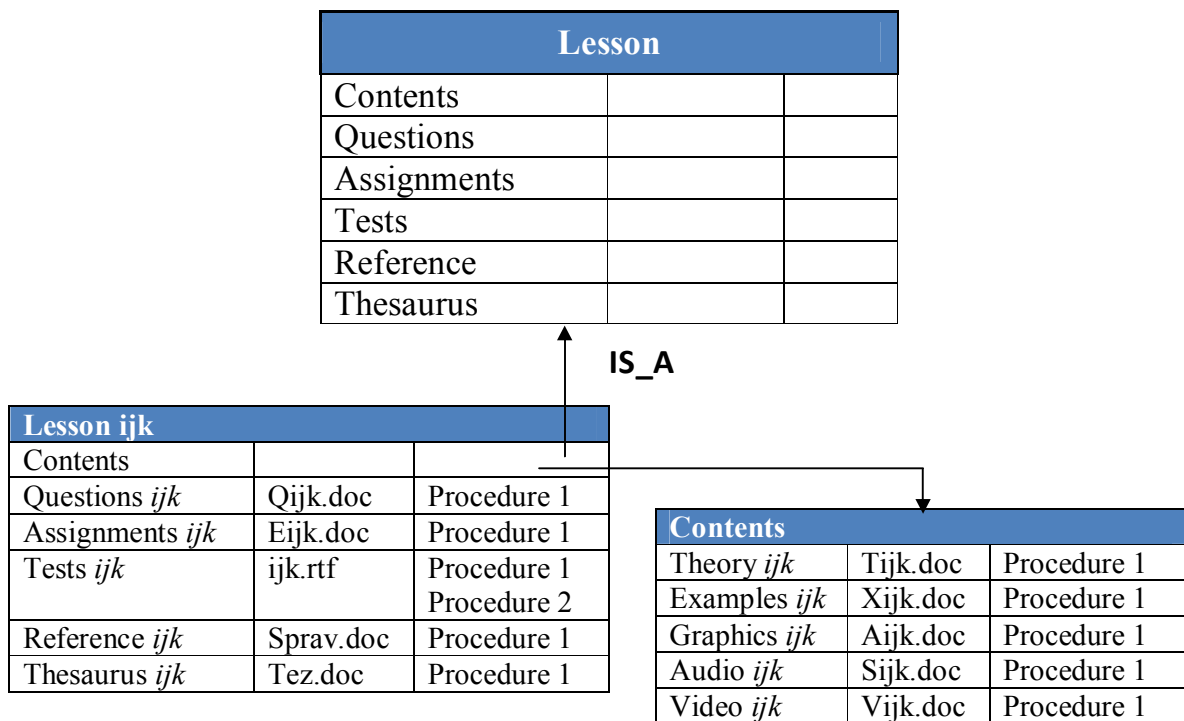 Lesson
Contents
Questions
Assignments
Tests
Reference
Thesaurus
IS_A
Lesson ijk
Contents
Questions ijk Qijk.doc Procedure 1
Assignments ijk Eijk.doc Procedure 1
Tests ijk ijk.rtf Procedure 1
Procedure 2
Reference ijk Sprav.doc Procedure 1
Thesaurus ijk Tez.doc Procedure 1
Contents
Theory ijk Tijk.doc Procedure 1
Examples ijk Xijk.doc Procedure 1
Graphics ijk Aijk.doc Procedure 1
Audio ijk Sijk.doc Procedure 1
Video ijk Vijk.doc Procedure 1